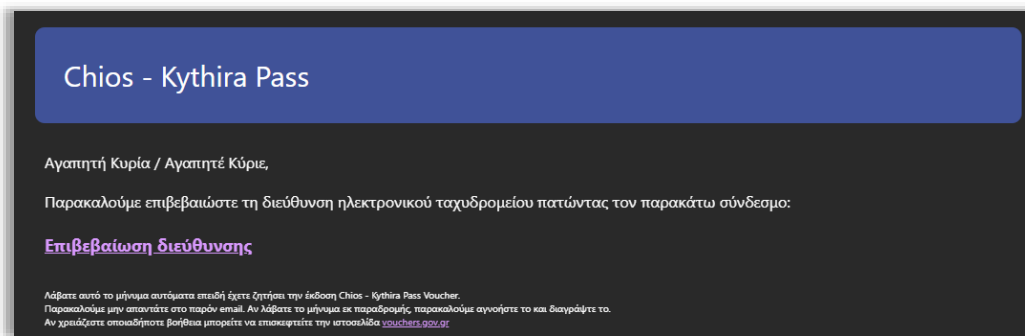 Chios - Kythira Pass
Αγαπητή Κυρία / Αγαπητέ Κύριε,
Παρακαλούμε επιβεβαιώστε τη διεύθυνση ηλεκτρονικού ταχυδρομείου πατώντας τον παρακάτω σύνδεσμο:
Επιβεβαίωση διεύθυνσης
Λάβατε αυτό το μήνυμα αυτόματα επειδή έχετε ζητήσει την έκδοση Chios - Kythira Pass Voucher.
Παρακαλούμε μην απαντάτε στο παρόν email. Αν λάβατε το μήνυμα εκ παραδρομής, παρακαλούμε αγνοήστε το και διαγράψτε το.
Αν χρειάζεστε οποιαδήποτε βοήθεια μπορείτε να επισκεφτείτε την ιστοσελίδα vouchers.gov.gr